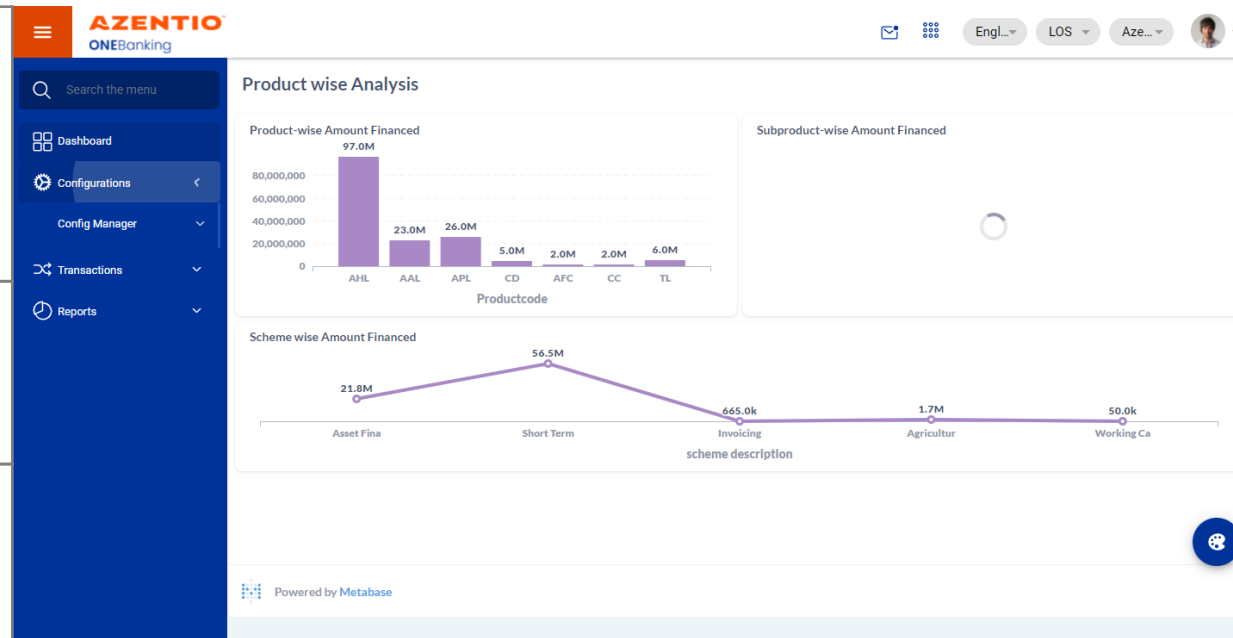 AZENTIO
ONEBanking
Engl...
LOS
Aze...
Search the menu
Dashboard
Configurations
Config Manager
Transactions
Reports
Product wise Analysis
Product-wise Amount Financed
97.0M
80,000,000
60,000,000
40,000,000
20,000,000
0
23.0M
26.0M
5.0M
2.0M
2.0M
6.0M
AHL
AAL
APL
CD
AFC
CC
TL
Productcode
Subproduct-wise Amount Financed
Scheme wise Amount Financed
21.8M
56.5M
665.0k
1.7M
50.0k
Asset Fina
Short Term
Invoicing
Agricultur
Working Ca
scheme description
Powered by Metabase